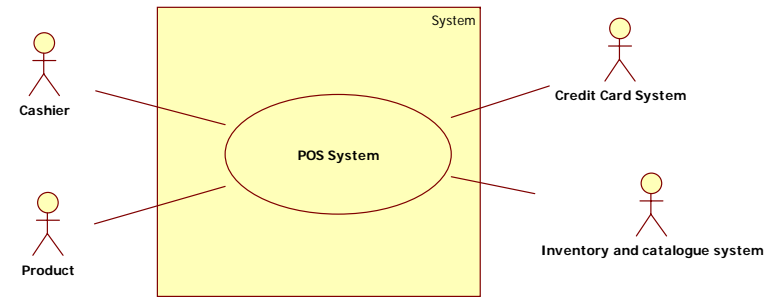 System
Cashier
Credit Card System
POS System
Product
Inventory and catalogue system